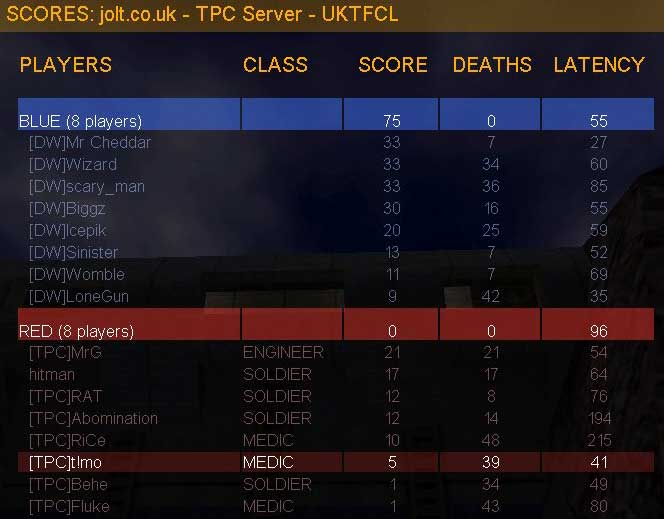 SCORES: jolt.co.uk - TPC Server - UKTFCL
PLAYERS CLASS SCORE DEATHS LATENCY
BLUE (8 players) 75 0 55
[DW]Mr Cheddar 33 7 27
[DW]Wizard 33 34 60
[DW]scary_man 33 36 85
[DW]Biggz 30 16 55
[DW]Icepik 20 25 59
[DW]Sinister 13 7 52
[DW]Womble 11 7 69
[DW]LoneGun 9 42 35
RED (8 players) 0 0 96
[TPC]MrG ENGINEER 21 21 54
hitman SOLDIER 17 17 64
[TPC]RAT SOLDIER 12 8 76
[TPC]Abomination SOLDIER 12 14 194
[TPC]RiCe MEDIC 10 48 215
[TPC]t!mo MEDIC 5 39 41
[TPC]Behe SOLDIER 1 34 49
[TPC]Fluke MEDIC 1 43 80